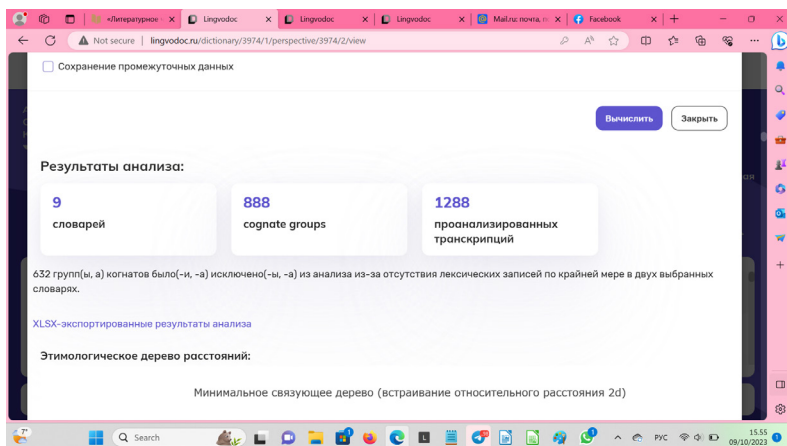 «Литературное
Lingvodoc
Lingvodoc
Lingvodoc
Mail.ru: почта, п
Facebook
Not secure | lingvodoc.ru/dictionary/3974/1/perspective/3974/2/view
Сохранение промежуточных данных
Вычислить
Закрыть
Результаты анализа:
9
словарей
888
cognate groups
1288
проанализированных
транскрипций
632 групп(ы, а) когнатов было(-и, -а) исключено(-ы, -а) из анализа из-за отсутствия лексических записей по крайней мере в двух выбранных
словарях.
XLSX-экспортированные результаты анализа
Этимологическое дерево расстояний:
Минимальное связующее дерево (встраивание относительного расстояния 2d)
7°
Search
РУС
15.55
09/10/2023